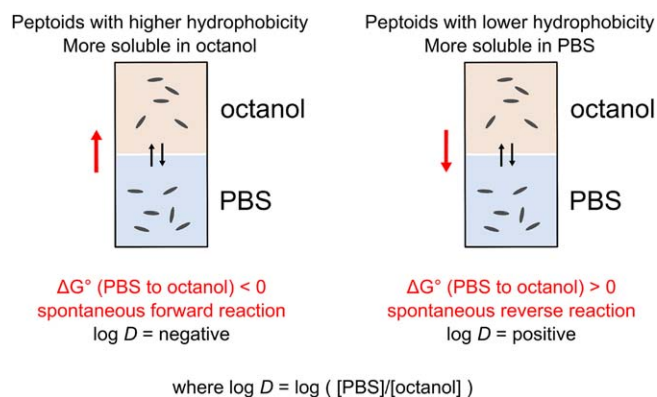 Peptoids with higher hydrophobicity
More soluble in octanol
octanol
PBS
ΔG° (PBS to octanol) < 0
spontaneous forward reaction
log D = negative
Peptoids with lower hydrophobicity
More soluble in PBS
octanol
PBS
ΔG° (PBS to octanol) > 0
spontaneous reverse reaction
log D = positive
where log D = log ( [PBS]/[octanol] )